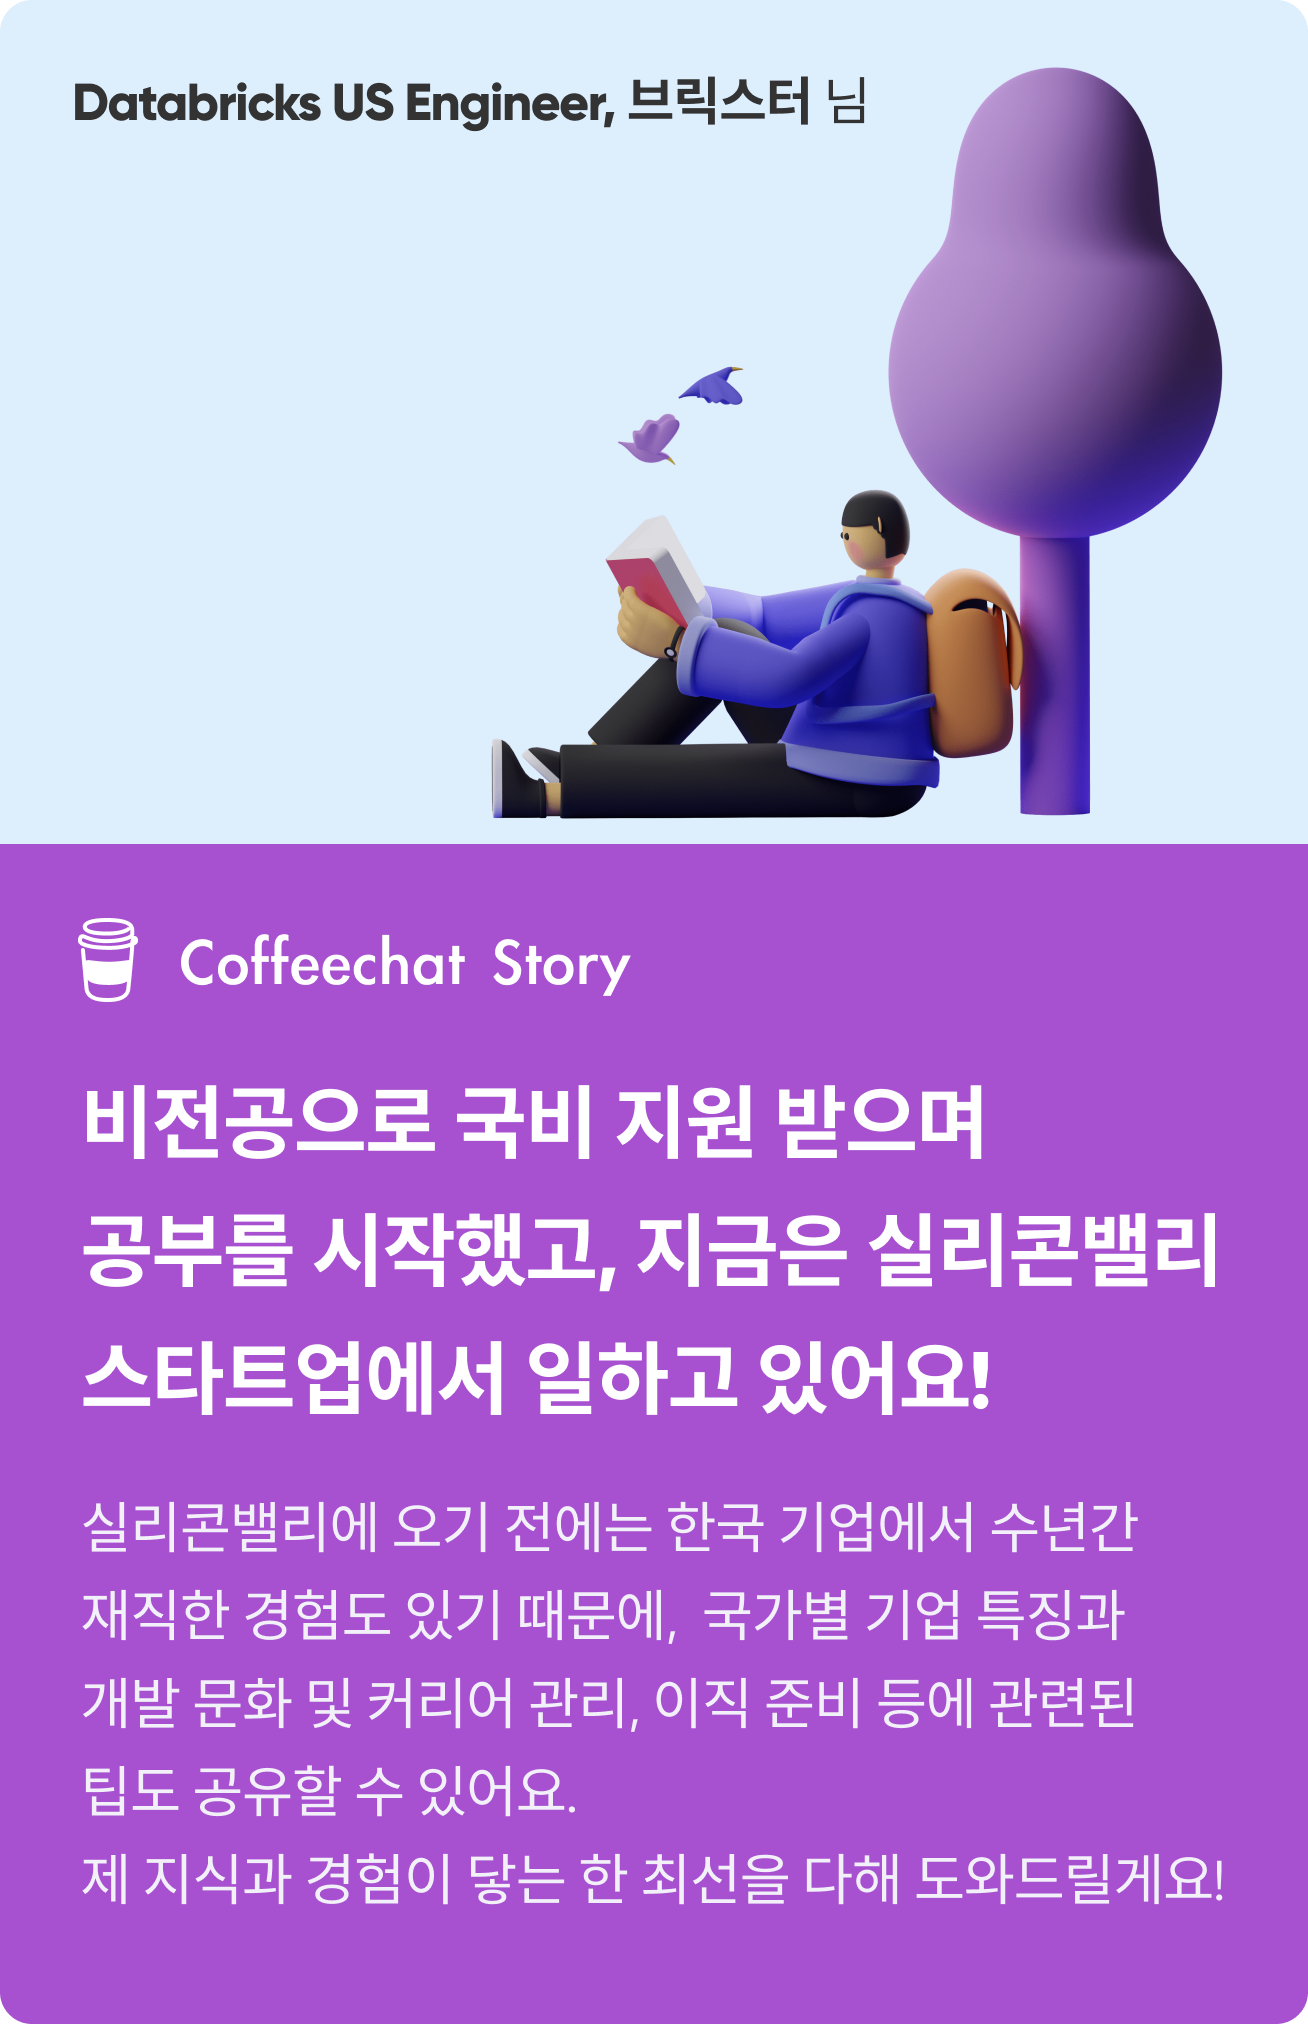 Databricks US Engineer, 브릭스터 님
Coffeechat Story
비전공으로 국비 지원 받으며
공부를 시작했고, 지금은 실리콘밸리
스타트업에서 일하고 있어요!
실리콘밸리에 오기 전에는 한국 기업에서 수년간
재직한 경험도 있기 때문에, 국가별 기업 특징과
개발 문화 및 커리어 관리, 이직 준비 등에 관련된
팁도 공유할 수 있어요.
제 지식과 경험이 닿는 한 최선을 다해 도와드릴게요!